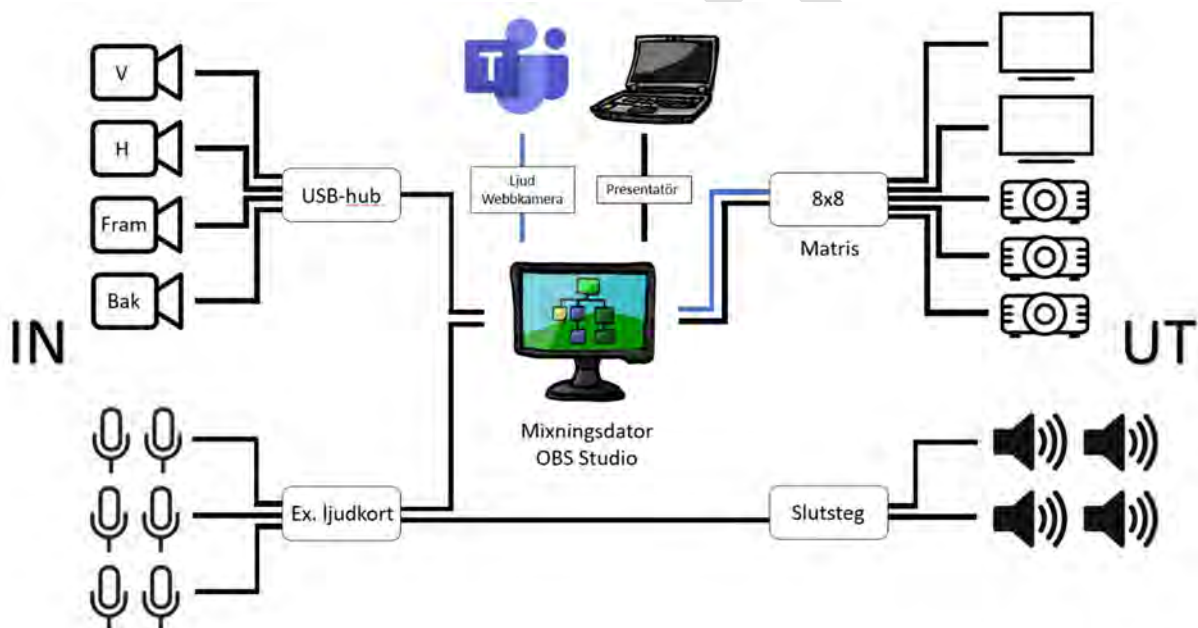 V
H
Fram
Bak
IN
USB-hub
Ex. ljudkort
T
Ljud
Webbkamera
Presentatör
Mixningsdator
OBS Studio
8x8
Matris
Slutsteg
UT